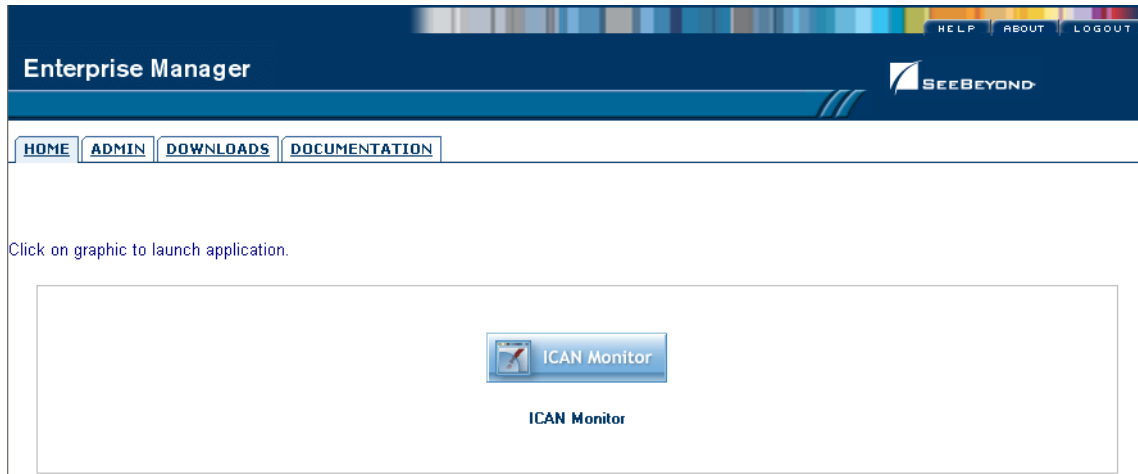 HELP ABOUT LOGOUT
Enterprise Manager
SEEBEYOND
HOME ADMIN DOWNLOADS DOCUMENTATION
Click on graphic to launch application.
ICAN Monitor
ICAN Monitor